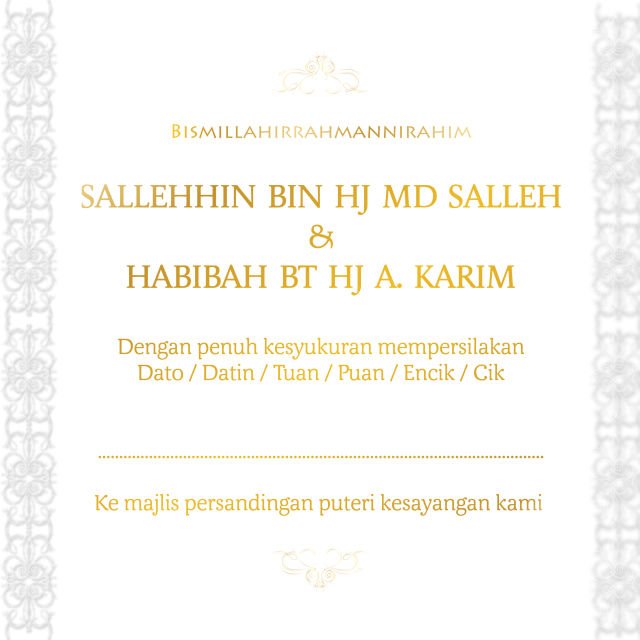 BISMILLAHIRRAHMANNIRAHIM
SALLEHHIN BIN HJ MD SALLEH
&
HABIBAH BT HJ A. KARIM
Dengan penuh kesyukuran mempersilakan
Dato / Datin / Tuan / Puan / Encik / Cik
Ke majlis persandingan puteri kesayangan kami